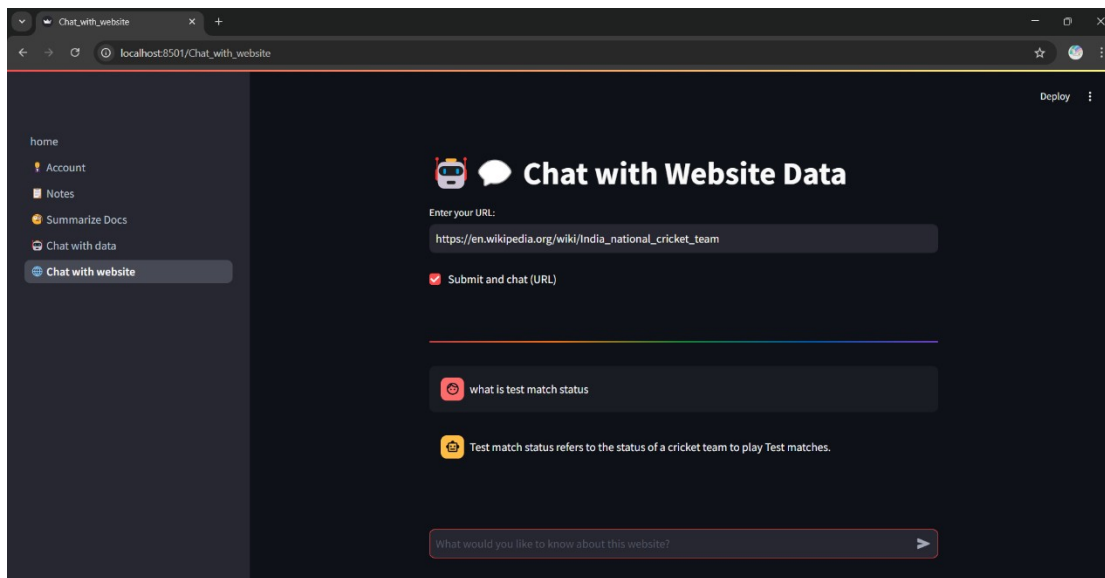 Chat_with_website
localhost:8501/Chat_with_website
Deploy
home
Account
Notes
Summarize Docs
Chat with data
Chat with website
Chat with Website Data
Enter your URL:
https://en.wikipedia.org/wiki/India_national_cricket_team
Submit and chat (URL)
what is test match status
Test match status refers to the status of a cricket team to play Test matches.
What would you like to know about this website?